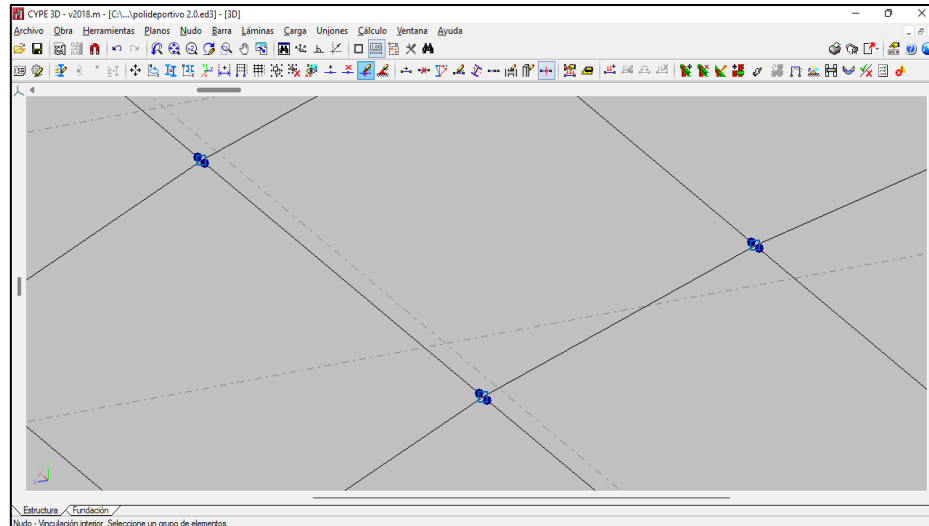 CYPE 3D - v2018.m - [C:\...\polideportivo 2.0.ed3] - [3D]
Archivo Obra Herramientas Planos Nudo Barra Láminas Carga Uniones Cálculo Ventana Ayuda
Estructura Fundación
Nudo - Vinculación interior. Seleccione un grupo de elementos.